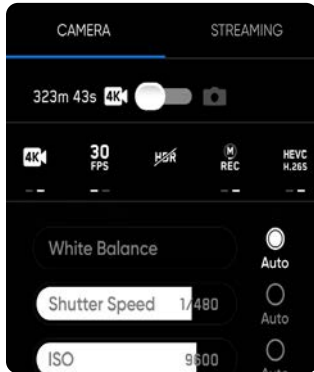 CAMERA STREAMING
323m 43s 4K
4K 30 FPS HDR M REC HEVC H.265
White Balance Auto
Shutter Speed 1/480 Auto
ISO 9600 Auto